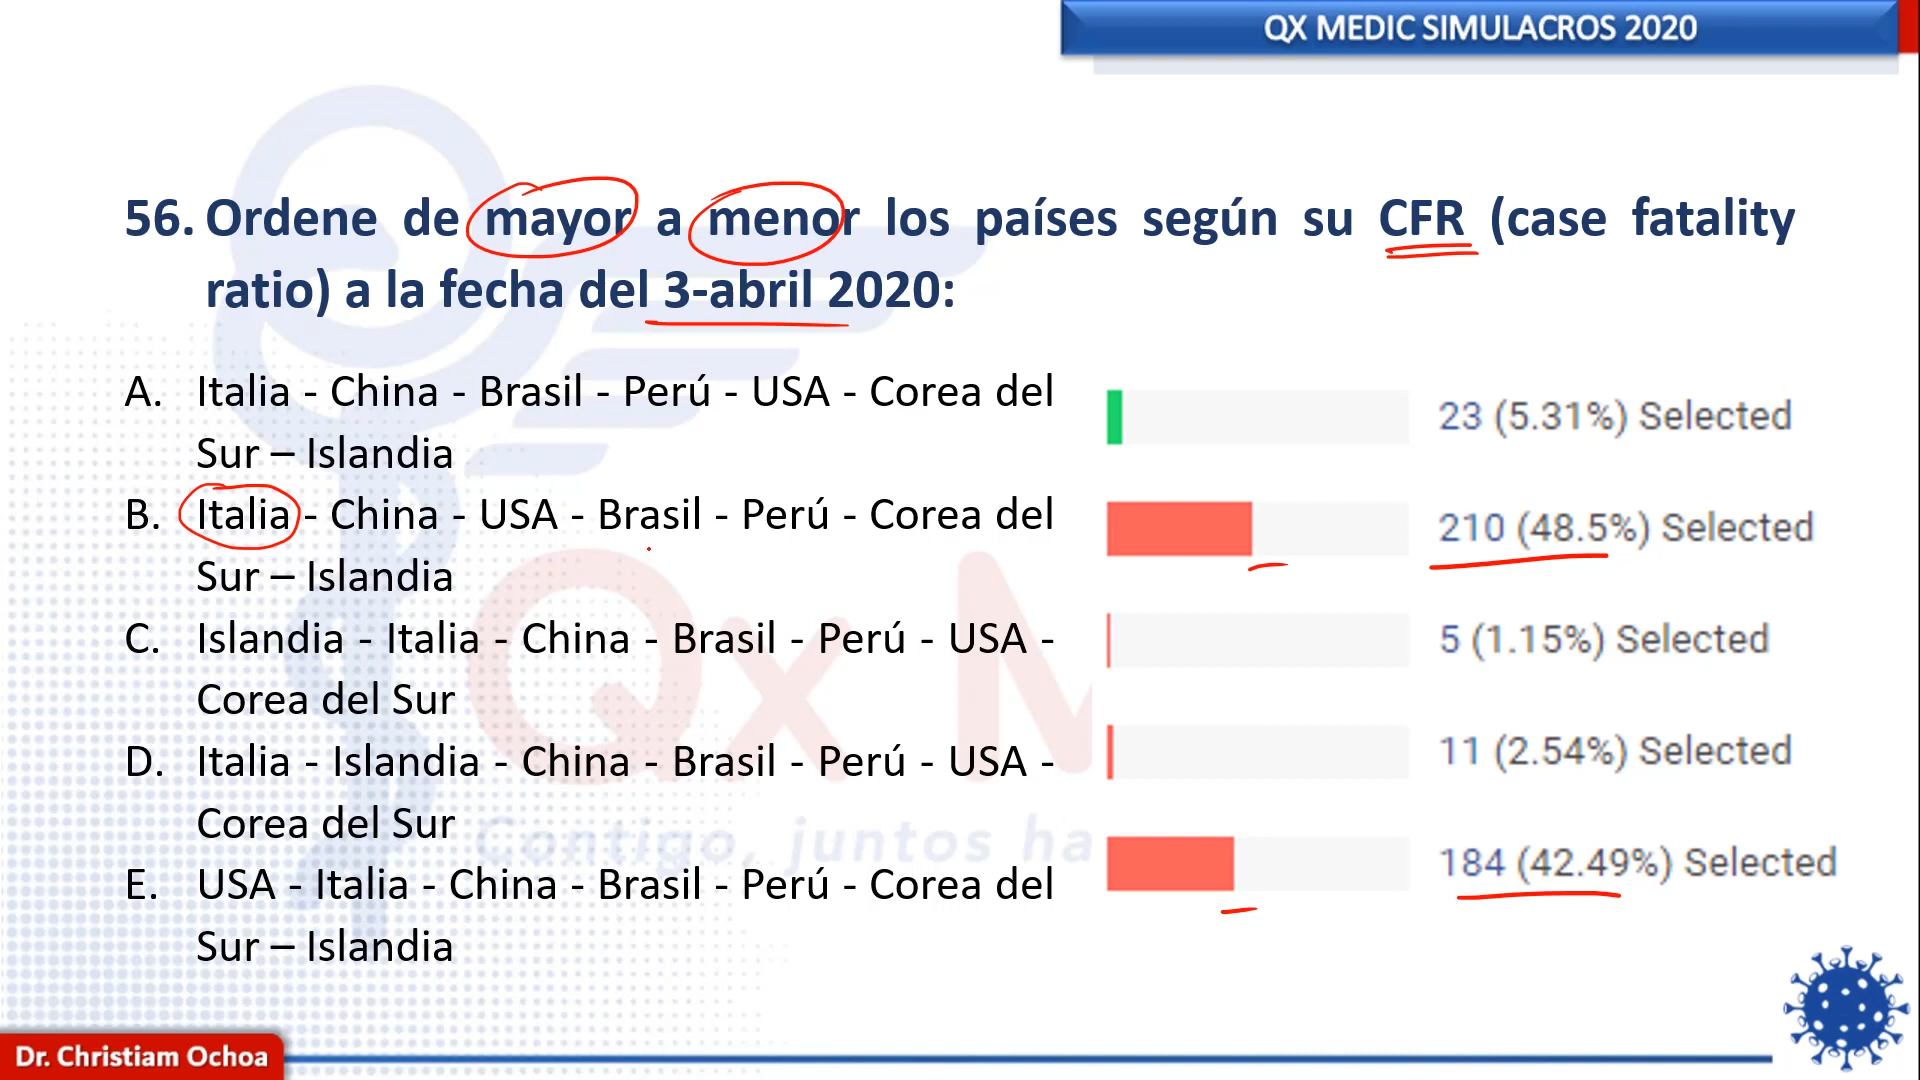 QX MEDIC SIMULACROS 2020
56. Ordene de mayor a menor los países según su CFR (case fatality
ratio) a la fecha del 3-abril 2020:
A. Italia - China - Brasil - Perú - USA - Corea del
Sur – Islandia
23 (5.31%) Selected
B. Italia - China - USA - Brasil - Perú - Corea del
Sur – Islandia
210 (48.5%) Selected
C. Islandia - Italia - China - Brasil - Perú - USA -
Corea del Sur
5 (1.15%) Selected
D. Italia - Islandia - China - Brasil - Perú - USA -
Corea del Sur
11 (2.54%) Selected
E. USA - Italia - China - Brasil - Perú - Corea del
Sur – Islandia
184 (42.49%) Selected
Qx M
Contigo, juntos ha
Dr. Christiam Ochoa